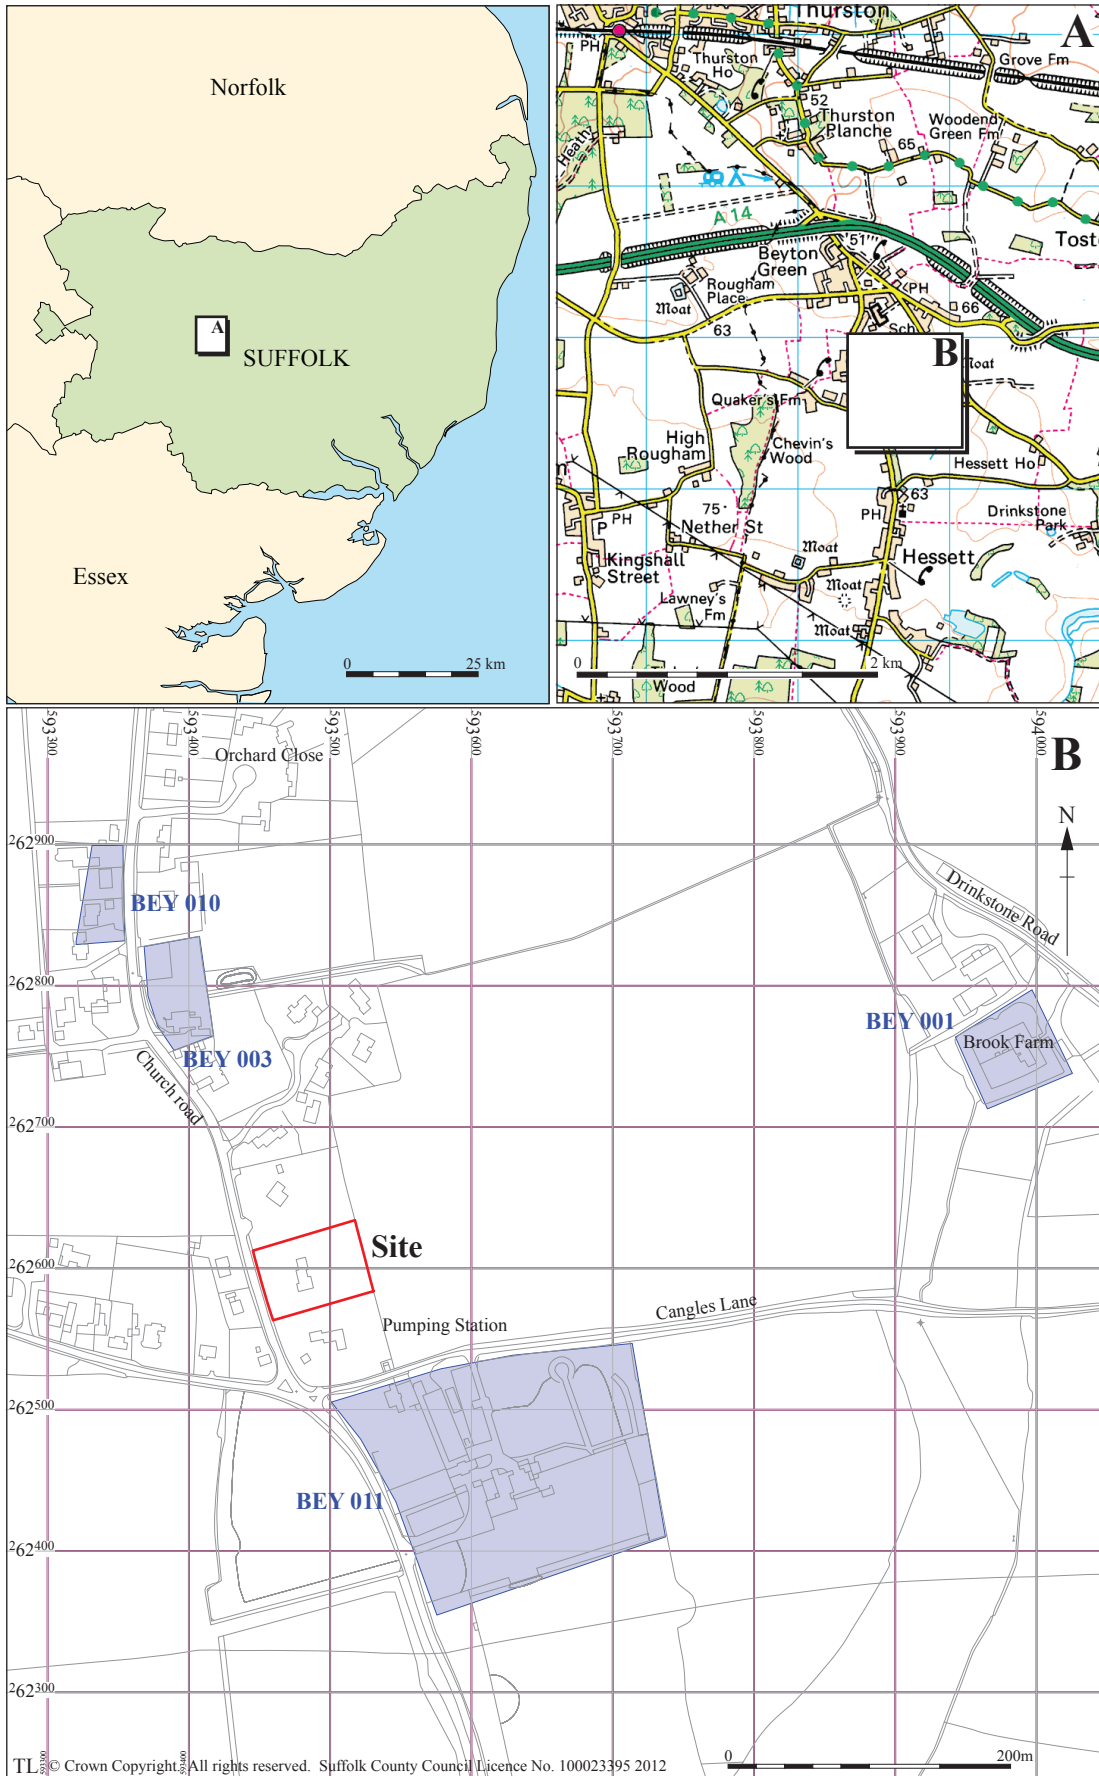 Norfolk
A
SUFFOLK
Essex
0 25 km
A
Thurston
PH
Thurston
Ho
Grove Fm
52
Thurston
Planche
Woodend
Green Fm
65
Heath
A 14
Tost
Beyton
Green
51
Rougham
Place
Moat
PH
66
63
Sch
B
Moat
Quaker's Fm
High
Rougham
Chevin's
Wood
Hessett Ho
63
75
PH
P
PH
Nether St
Drinkstone
Park
Kingshall
Street
Moat
Hessett
Moat
Lawney's
Fm
Moat
0 2 km
Wood
593300
593400
593500
593600
593700
593800
593900
594000
B
Orchard Close
N
262900
BEY 010
Drinkstone Road
262800
BEY 001
Brook Farm
BEY 003
Church road
262700
Site
262600
Cangles Lane
Pumping Station
262500
BEY 011
262400
262300
0 200m
TL
593300
593400
© Crown Copyright. All rights reserved. Suffolk County Council Licence No. 100023395 2012